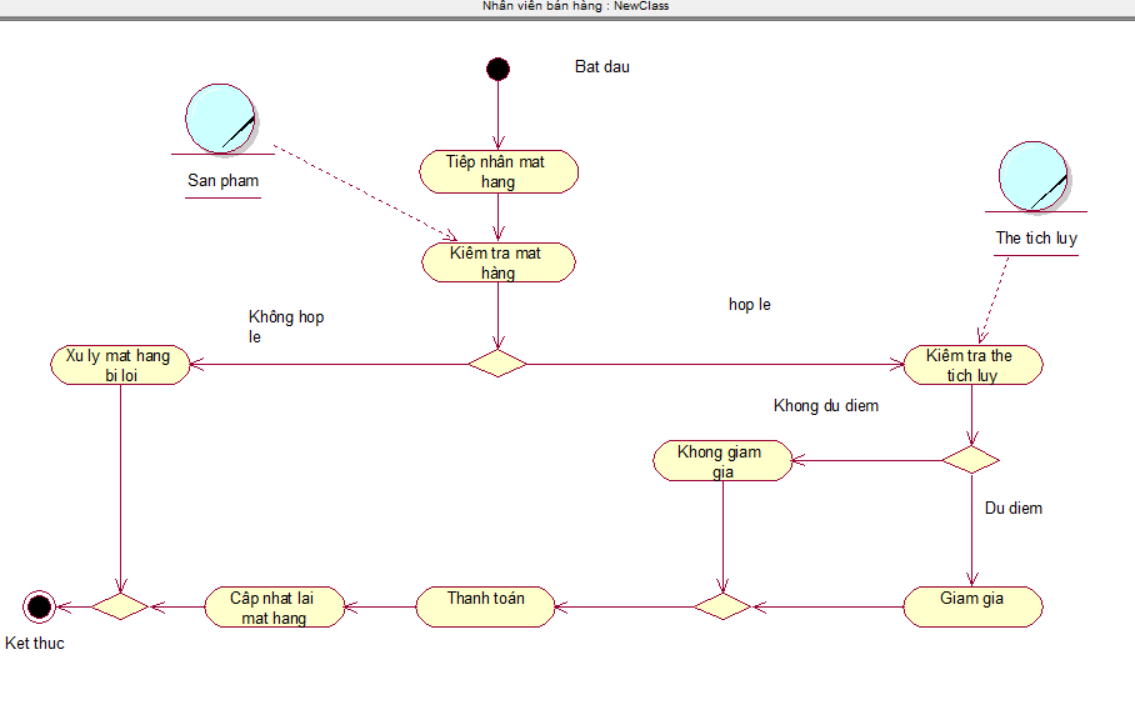 Nhân viên bán hàng : NewClass
Bat dau
San pham
Tiêp nhân mat
hang
The tich luy
Kiêm tra mat
hàng
Không hop
le
hop le
Xu ly mat hang
bi loi
Kiêm tra the
tich luy
Khong du diem
Khong giam
gia
Du diem
Câp nhat lai
mat hang
Thanh toán
Giam gia
Ket thuc